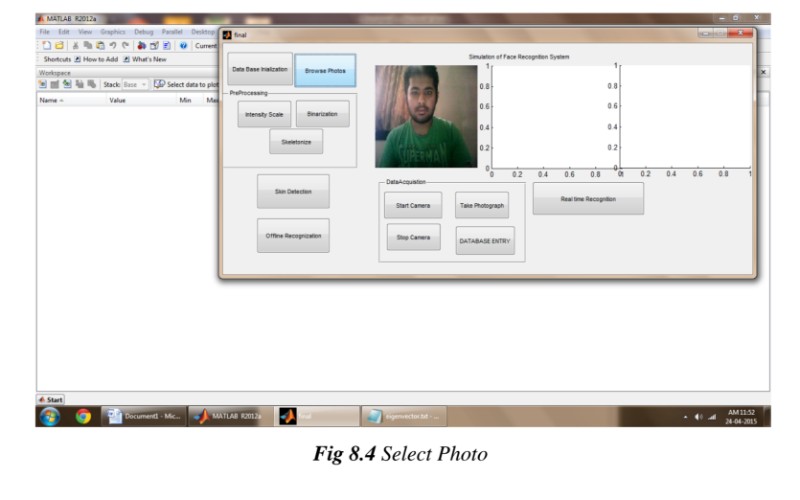 MATLAB R2012a
File Edit View Graphics Debug Parallel Desktop
Current
Shortcuts How to Add What's New
Workspace
Stack: Base Select data to plot
Name Value Min Max
final
Simulation of Face Recognition System
Data Base Inialization
Browse Photos
PreProcessing
Intensity Scale
Binarization
Skeletonize
1
0.8
0.6
0.4
0.2
0
0 0.2 0.4 0.6 0.8
1
0.8
0.6
0.4
0.2
0
0.2 0.4 0.6 0.8 1
SUPERMAN
Skin Detection
Offline Recognization
DataAcquistion
Start Camera
Take Photograph
Stop Camera
DATABASE ENTRY
Real time Recognition
Start
Document1 - Mic...
MATLAB R2012a
final
eigenvector.txt - ...
AM 11:52
24-04-2015
Fig 8.4 Select Photo